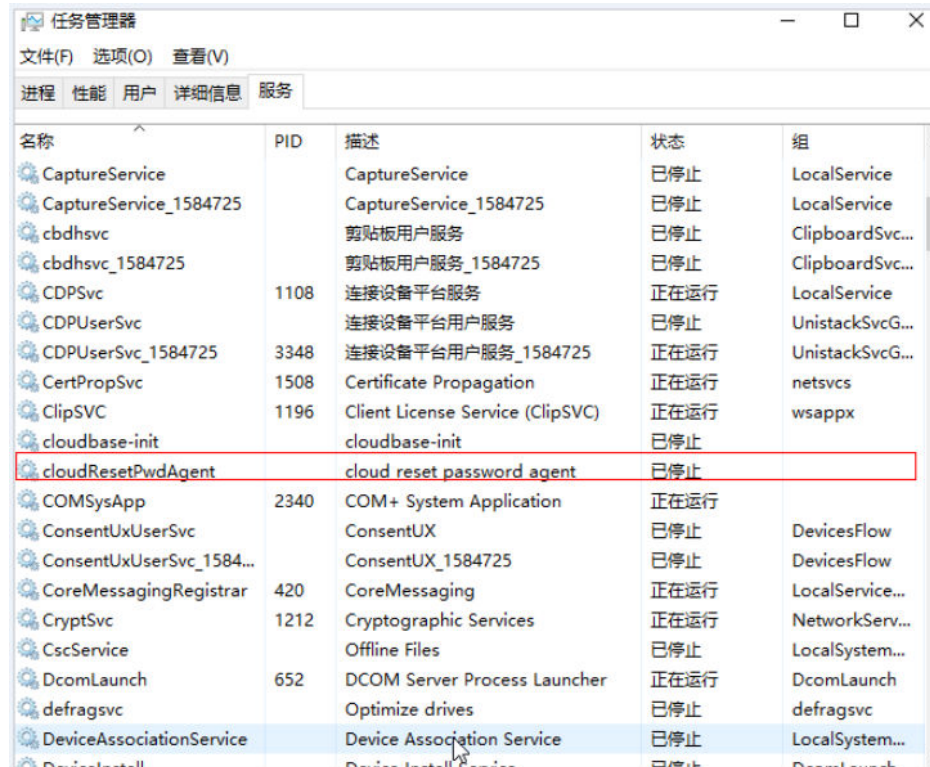 任务管理器
文件(F) 选项(O) 查看(V)
进程 性能 用户 详细信息 服务
名称 PID 描述 状态 组
CaptureService CaptureService 已停止 LocalService
CaptureService_1584725 CaptureService_1584725 已停止 LocalService
cbdhsvc 剪贴板用户服务 已停止 ClipboardSvc...
cbdhsvc_1584725 剪贴板用户服务_1584725 已停止 ClipboardSvc...
CDPSvc 1108 连接设备平台服务 正在运行 LocalService
CDPUserSvc 连接设备平台用户服务 已停止 UnistackSvcG...
CDPUserSvc_1584725 3348 连接设备平台用户服务_1584725 正在运行 UnistackSvcG...
CertPropSvc 1508 Certificate Propagation 正在运行 netsvcs
ClipSVC 1196 Client License Service (ClipSVC) 正在运行 wsappx
cloudbase-init cloudbase-init 已停止
cloudResetPwdAgent cloud reset password agent 已停止
COMSysApp 2340 COM+ System Application 正在运行
ConsentUxUserSvc ConsentUX 已停止 DevicesFlow
ConsentUxUserSvc_1584... ConsentUX_1584725 已停止 DevicesFlow
CoreMessagingRegistrar 420 CoreMessaging 正在运行 LocalService...
CryptSvc 1212 Cryptographic Services 正在运行 NetworkServ...
CscService Offline Files 已停止 LocalSystem...
DcomLaunch 652 DCOM Server Process Launcher 正在运行 DcomLaunch
defragsvc Optimize drives 已停止 defragsvc
DeviceAssociationService Device Association Service 已停止 LocalSystem...
DeviceInstall Device Install Service 已停止 DcomLaunch